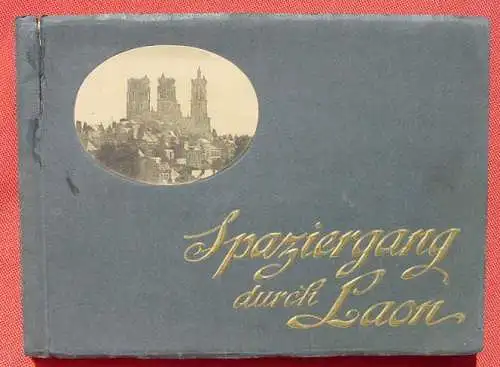 Spaziergang
durch Laon